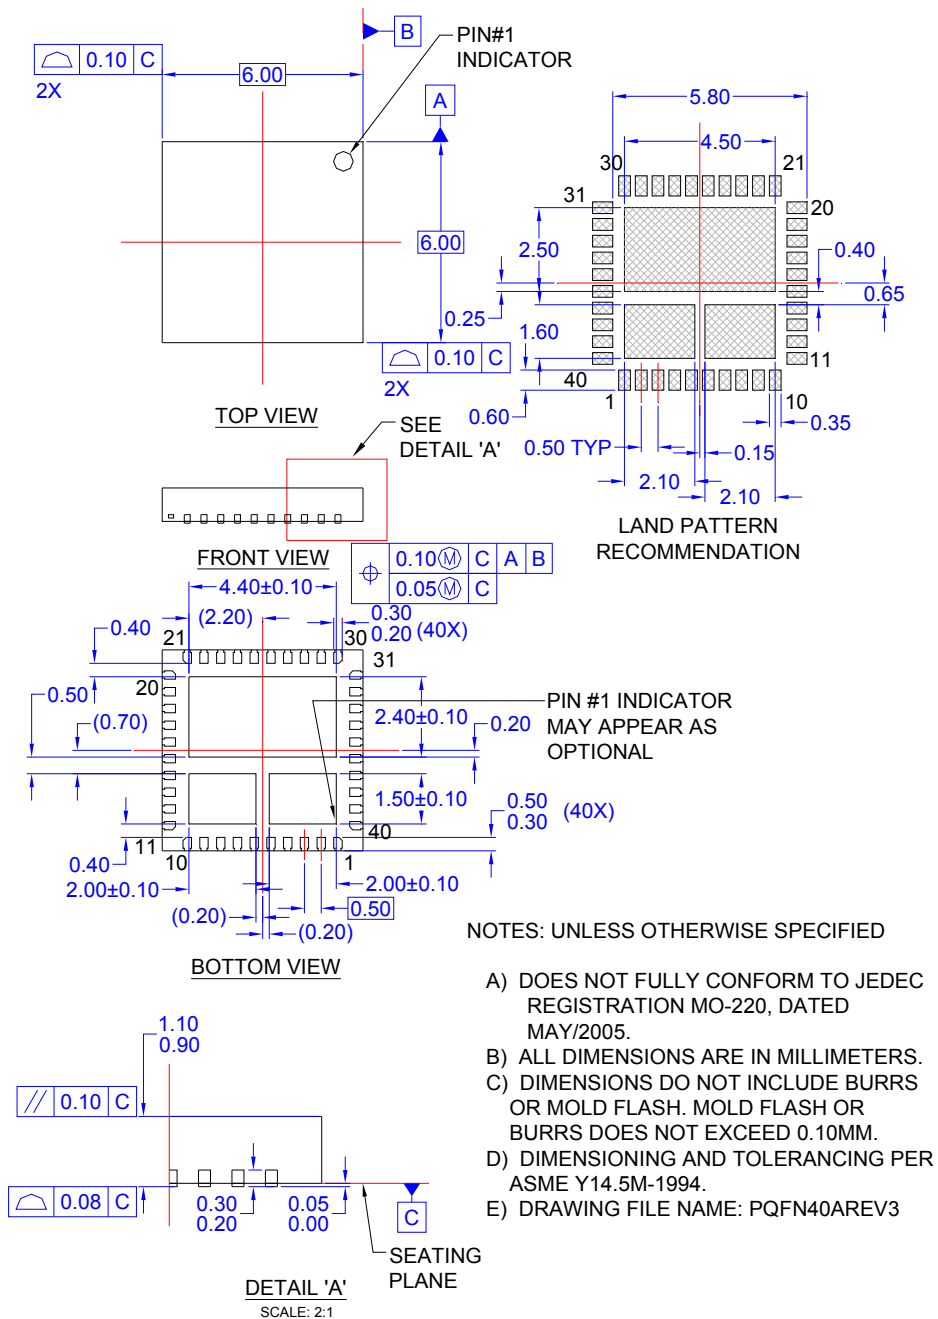 0.10 C
2X
6.00
B
PIN#1
INDICATOR
A
6.00
0.10 C
2X
TOP VIEW
5.80
4.50
30
21
31
20
2.50
0.40
0.65
0.25
1.60
11
40
1
10
0.60
0.35
0.50 TYP
0.15
2.10
2.10
LAND PATTERN
RECOMMENDATION
SEE
DETAIL 'A'
FRONT VIEW
0.10Ⓜ C A B
0.05Ⓜ C
4.40±0.10
(2.20)
0.30
0.20 (40X)
0.40
21
30
31
20
0.50
(0.70)
2.40±0.10
0.20
PIN #1 INDICATOR
MAY APPEAR AS
OPTIONAL
1.50±0.10
0.50
0.30 (40X)
40
11
10
1
0.40
2.00±0.10
2.00±0.10
0.50
(0.20)
(0.20)
BOTTOM VIEW
NOTES: UNLESS OTHERWISE SPECIFIED
A) DOES NOT FULLY CONFORM TO JEDEC
REGISTRATION MO-220, DATED
MAY/2005.
B) ALL DIMENSIONS ARE IN MILLIMETERS.
C) DIMENSIONS DO NOT INCLUDE BURRS
OR MOLD FLASH. MOLD FLASH OR
BURRS DOES NOT EXCEED 0.10MM.
D) DIMENSIONING AND TOLERANCING PER
ASME Y14.5M-1994.
E) DRAWING FILE NAME: PQFN40AREV3
1.10
0.90
// 0.10 C
0.08 C
0.30
0.20
0.05
0.00
C
SEATING
PLANE
DETAIL 'A'
SCALE: 2:1